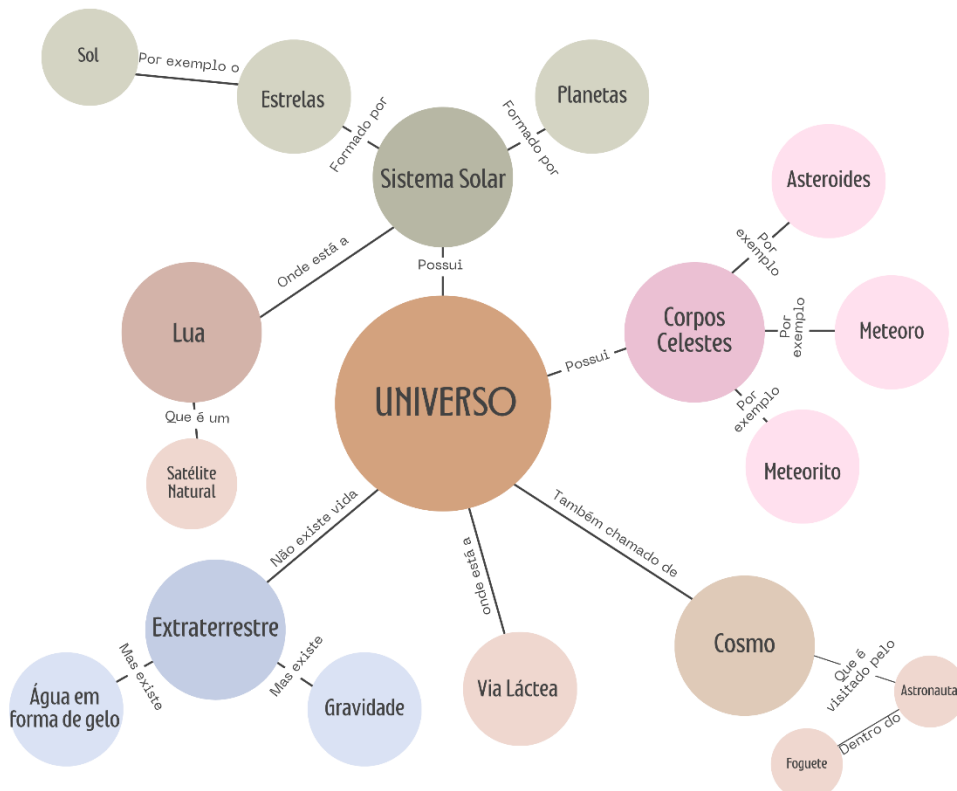 Sol
Por exemplo o
Estrelas
Formado por
Sistema Solar
Formado por
Planetas
Onde está a
Possui
Lua
Que é um
Satélite
Natural
UNIVERSO
Possui
Corpos
Celestes
Por
exemplo
Asteroides
Por
exemplo
Meteoro
Por
exemplo
Meteorito
Não existe vida
Extraterrestre
Mas existe
Água em
forma de gelo
Mas existe
Gravidade
onde está a
Via Láctea
Também chamado de
Cosmo
Que é
visitado pelo
Astronauta
Dentro do
Foguete